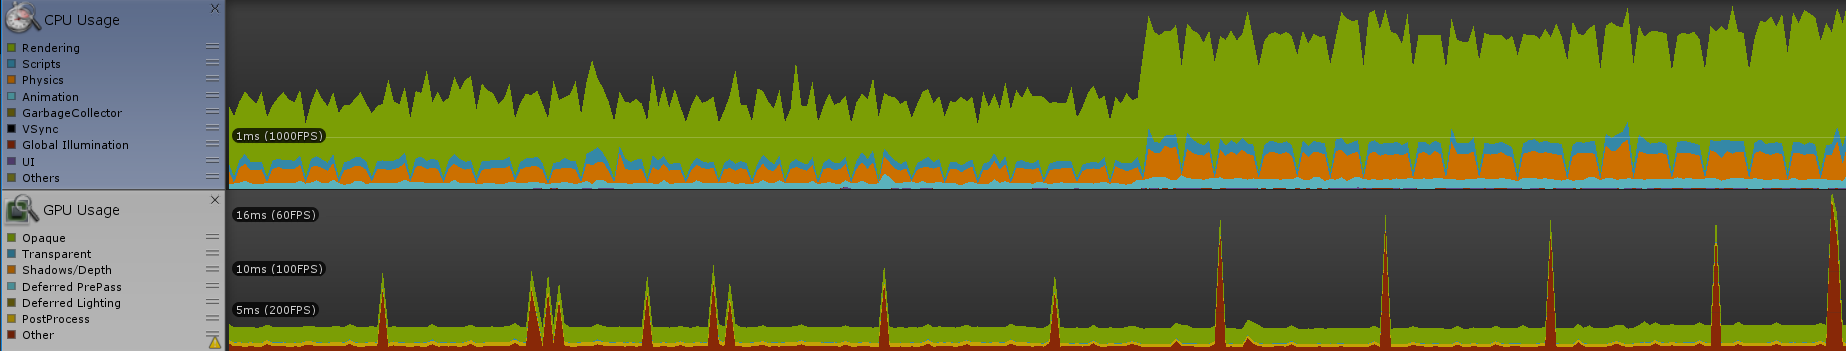 CPU Usage
Rendering
Scripts
Physics
Animation
GarbageCollector
VSync
Global Illumination
UI
Others
1ms (1000FPS)
GPU Usage
Opaque
Transparent
Shadows/Depth
Deferred PrePass
Deferred Lighting
PostProcess
Other
16ms (60FPS)
10ms (100FPS)
5ms (200FPS)